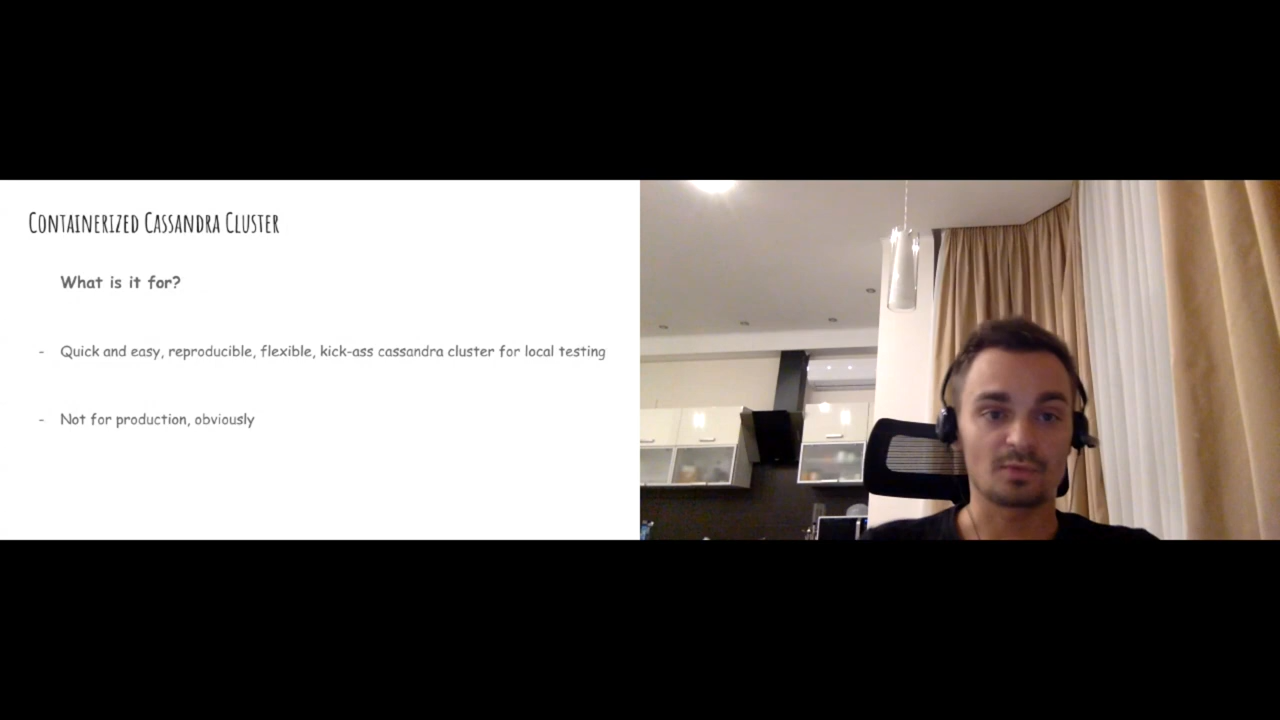 Containerized Cassandra Cluster
What is it for?
- Quick and easy, reproducible, flexible, kick-ass cassandra cluster for local testing
- Not for production, obviously